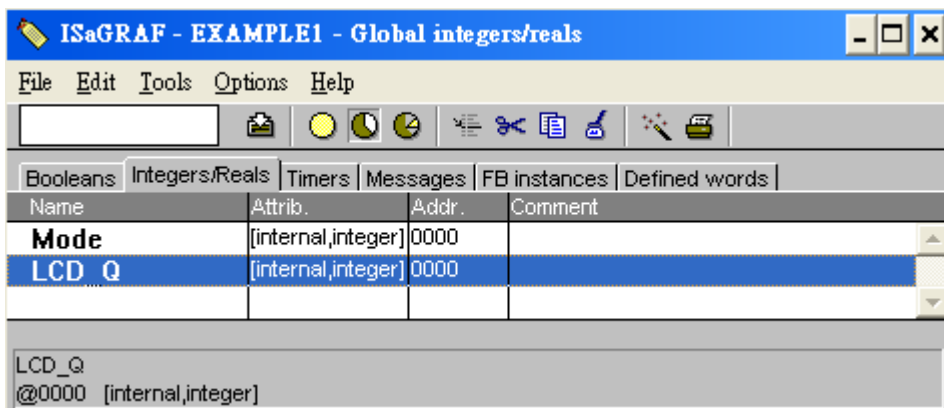 ISaGRAF - EXAMPLE1 - Global integers/reals
File Edit Tools Options Help
Booleans Integers/Reals Timers Messages FB instances Defined words
Name Attrib. Addr. Comment
Mode [internal,integer] 0000
LCD_Q [internal,integer] 0000
LCD_Q
@0000 [internal,integer]